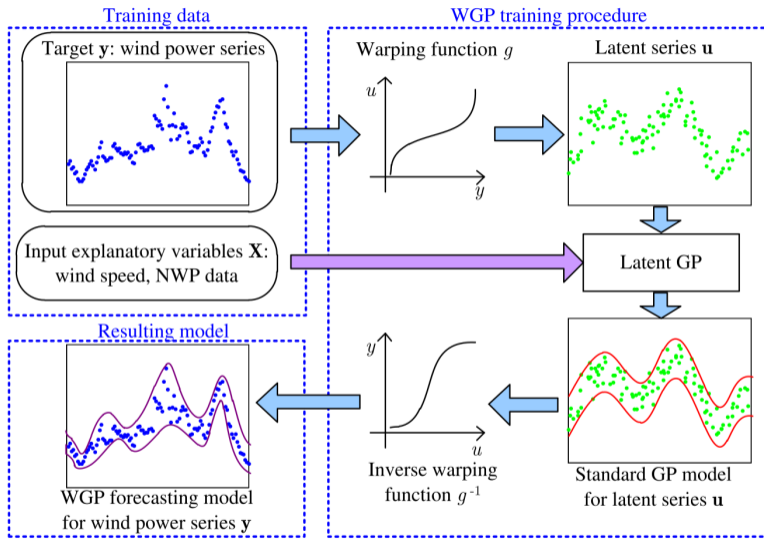 Training data
Target y: wind power series
Input explanatory variables X:
wind speed, NWP data
WGP training procedure
Warping function g
u
y
Latent series u
Latent GP
Standard GP model
for latent series u
y
u
Inverse warping
function g⁻¹
Resulting model
WGP forecasting model
for wind power series y